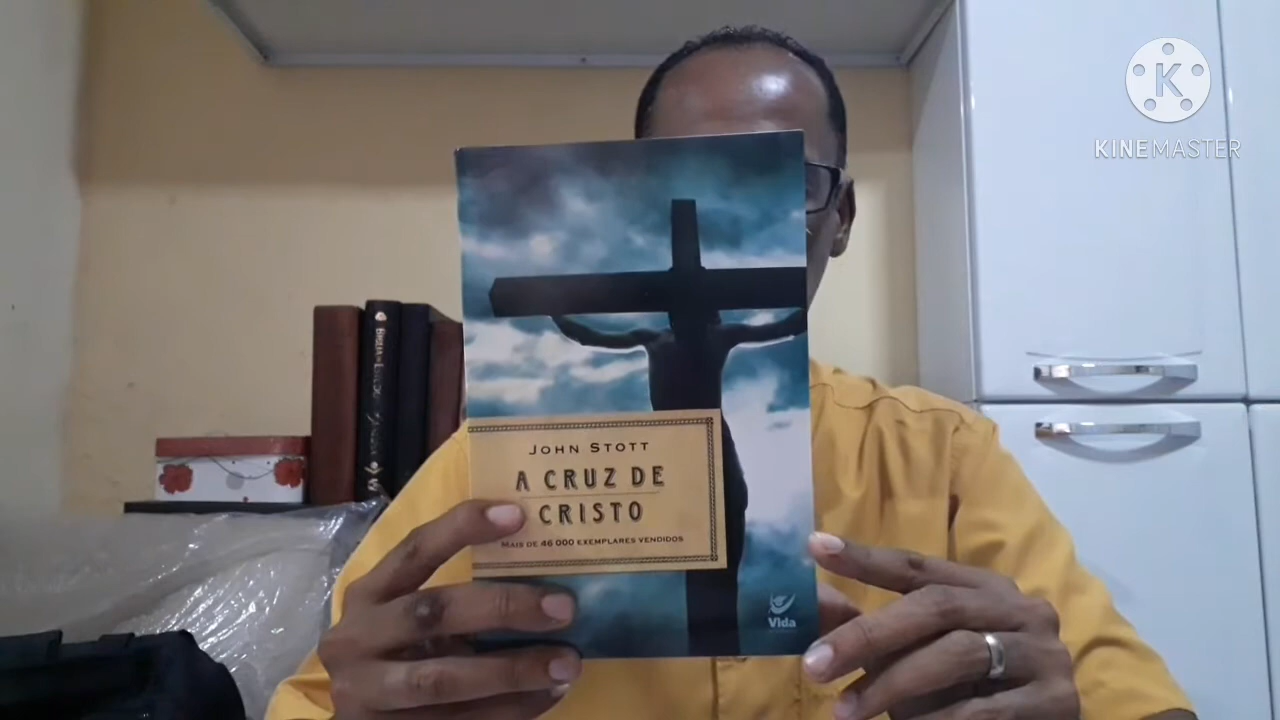 K
KINEMASTER
JOHN STOTT
A CRUZ DE
CRISTO
MAIS DE 46 000 EXEMPLARES VENDIDOS
Vida